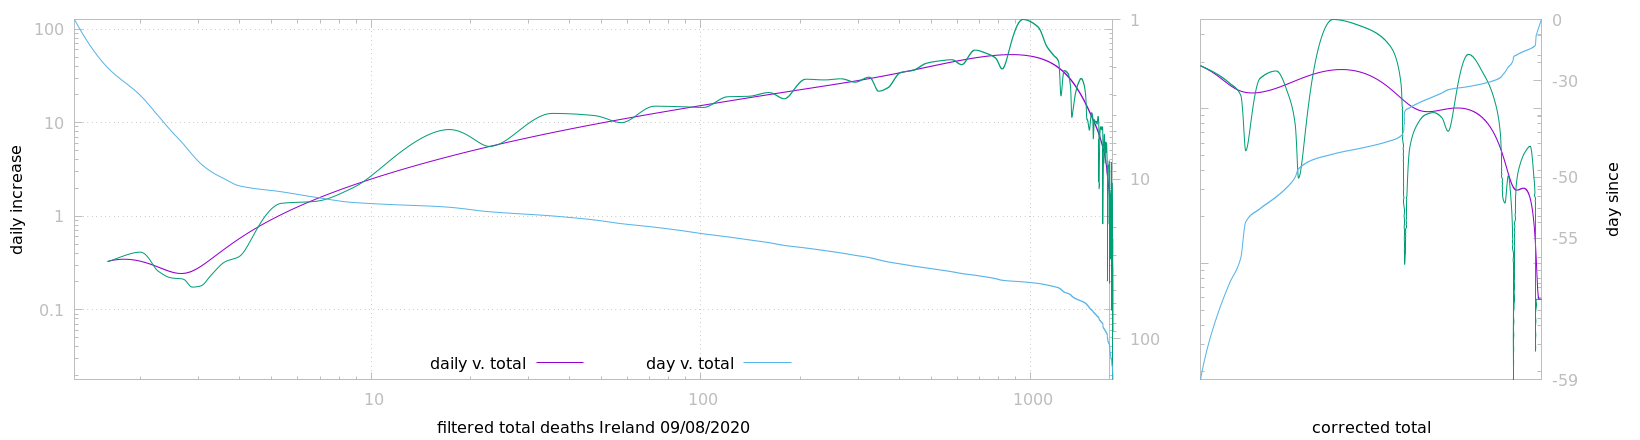 100
10
1
0.1
daily increase
daily v. total
day v. total
10
100
1000
filtered total deaths Ireland 09/08/2020
1
10
100
0
-30
-50
-55
-59
day since
corrected total